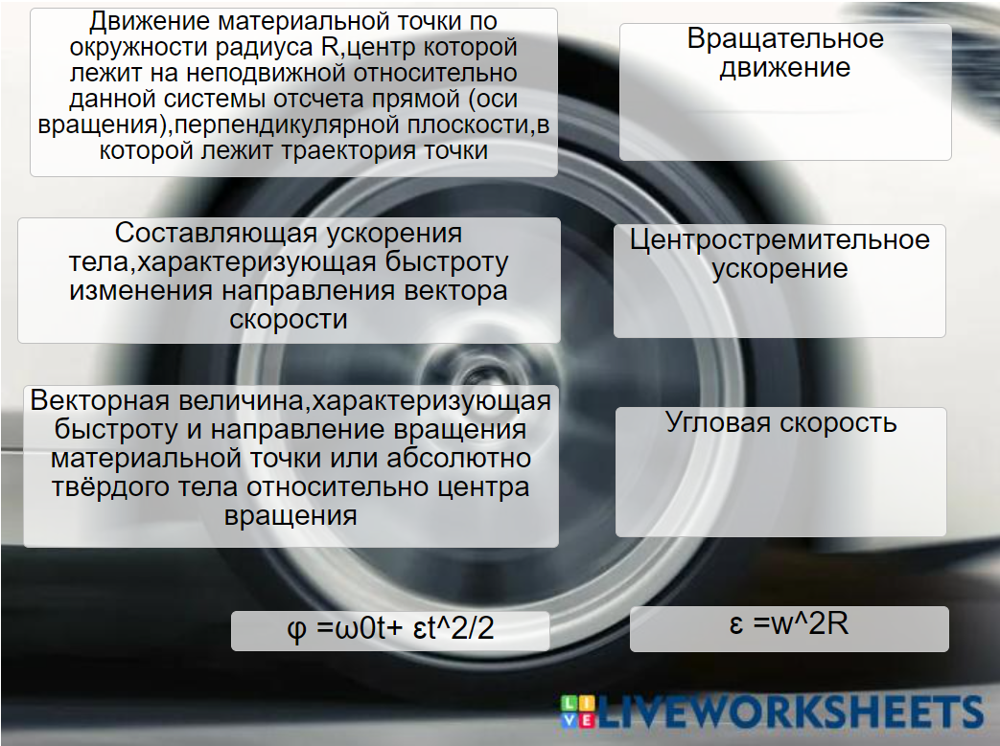 Движение материальной точки по
окружности радиуса R,центр которой
лежит на неподвижной относительно
данной системы отсчета прямой (оси
вращения),перпендикулярной плоскости,в
которой лежит траектория точки
Вращательное
движение
Составляющая ускорения
тела,характеризующая быстроту
изменения направления вектора
скорости
Центростремительное
ускорение
Векторная величина,характеризующая
быстроту и направление вращения
материальной точки или абсолютно
твёрдого тела относительно центра
вращения
Угловая скорость
φ =ω0t+ εt^2/2
ε =w^2R
LIVE LIVEWORKSHEETS